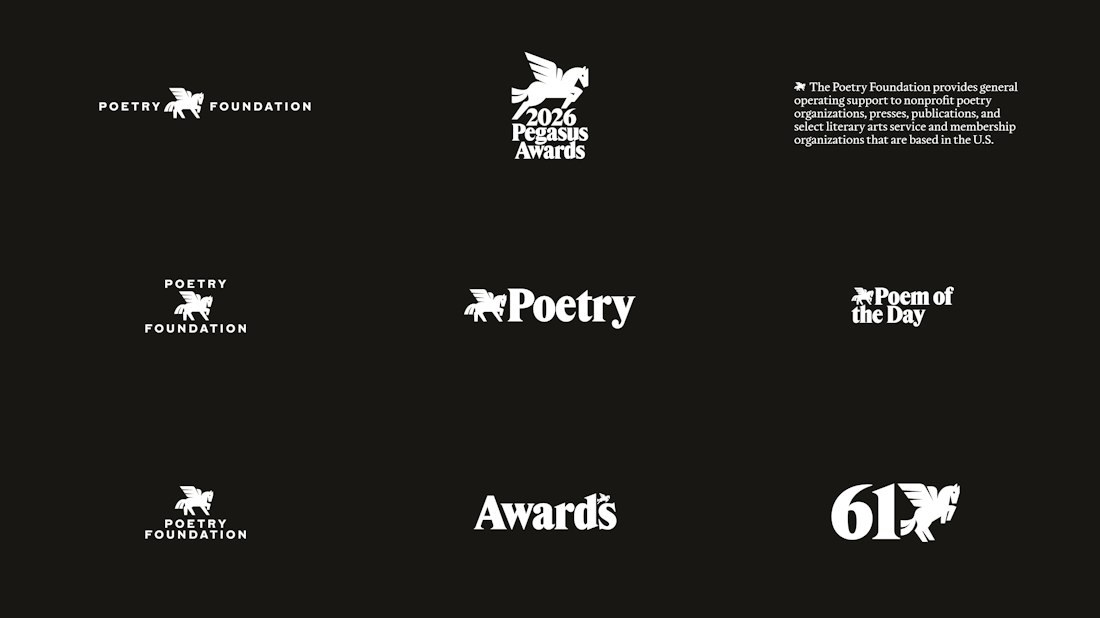 POETRY FOUNDATION
2026
Pegasus
Awards
The Poetry Foundation provides general
operating support to nonprofit poetry
organizations, presses, publications, and
select literary arts service and membership
organizations that are based in the U.S.
POETRY
FOUNDATION
Poetry
Poem of
the Day
POETRY
FOUNDATION
Awards
61